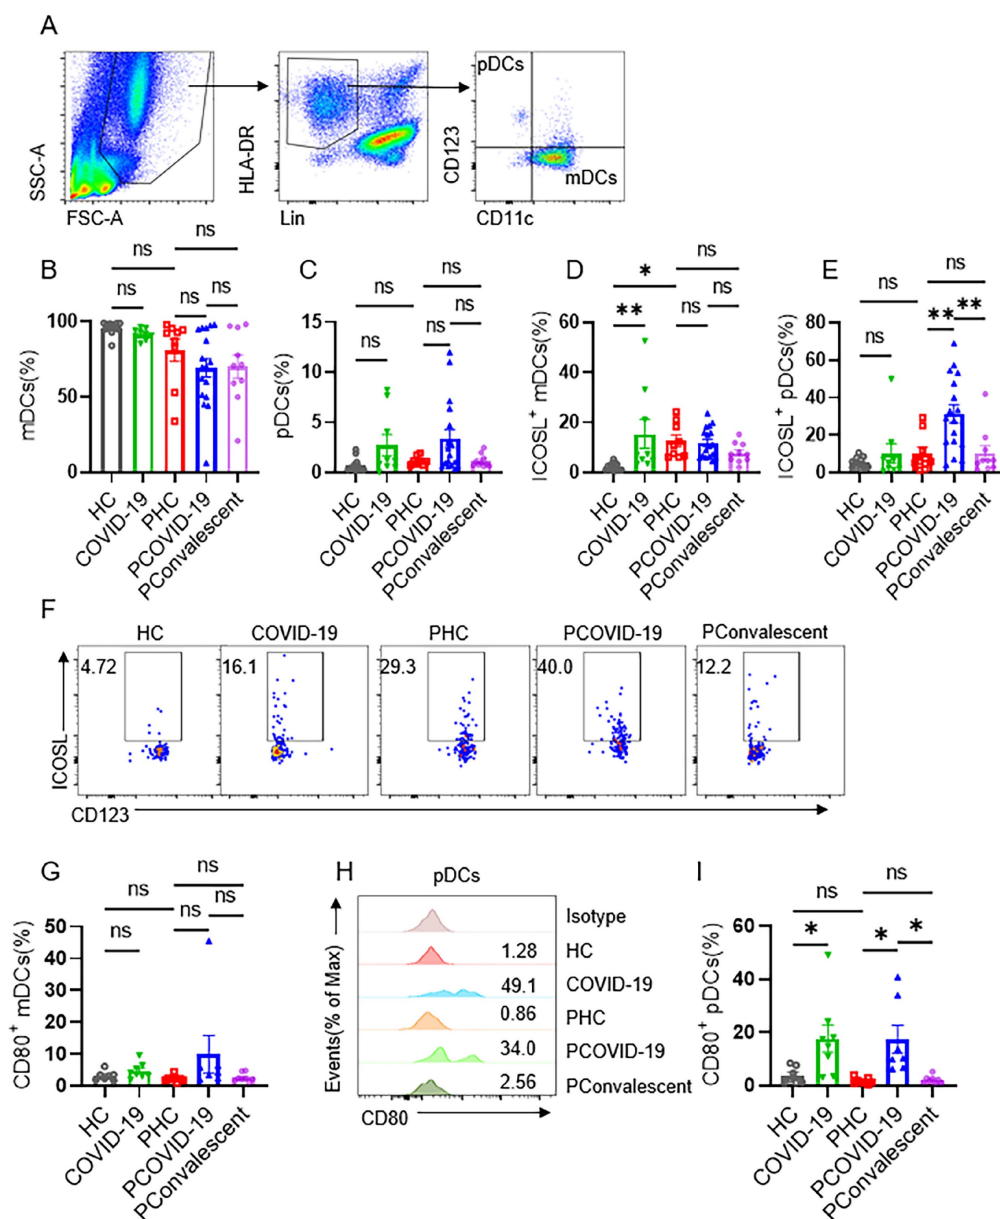 A
SSC-A
FSC-A
HLA-DR
Lin
pDCs
CD123
mDCs
CD11c
B
ns
ns
ns
ns
ns
mDCs(%)
100
50
0
HC
COVID-19
PHC
PCOVID-19
PConvalescent
C
ns
ns
ns
ns
ns
pDCs(%)
15
10
5
0
HC
COVID-19
PHC
PCOVID-19
PConvalescent
D
ns
*
ns
**
ns
ICOSL+ mDCs(%)
60
40
20
0
HC
COVID-19
PHC
PCOVID-19
PConvalescent
E
ns
ns
**
**
ns
ICOSL+ pDCs(%)
80
60
40
20
0
HC
COVID-19
PHC
PCOVID-19
PConvalescent
F
HC
COVID-19
PHC
PCOVID-19
PConvalescent
4.72
16.1
29.3
40.0
12.2
ICOSL
CD123
G
ns
ns
ns
ns
ns
CD80+ mDCs(%)
50
40
30
20
10
0
HC
COVID-19
PHC
PCOVID-19
PConvalescent
H
pDCs
Events(% of Max)
Isotype
1.28 HC
49.1 COVID-19
0.86 PHC
34.0 PCOVID-19
2.56 PConvalescent
CD80
I
ns
ns
*
*
*
CD80+ pDCs(%)
60
40
20
0
HC
COVID-19
PHC
PCOVID-19
PConvalescent